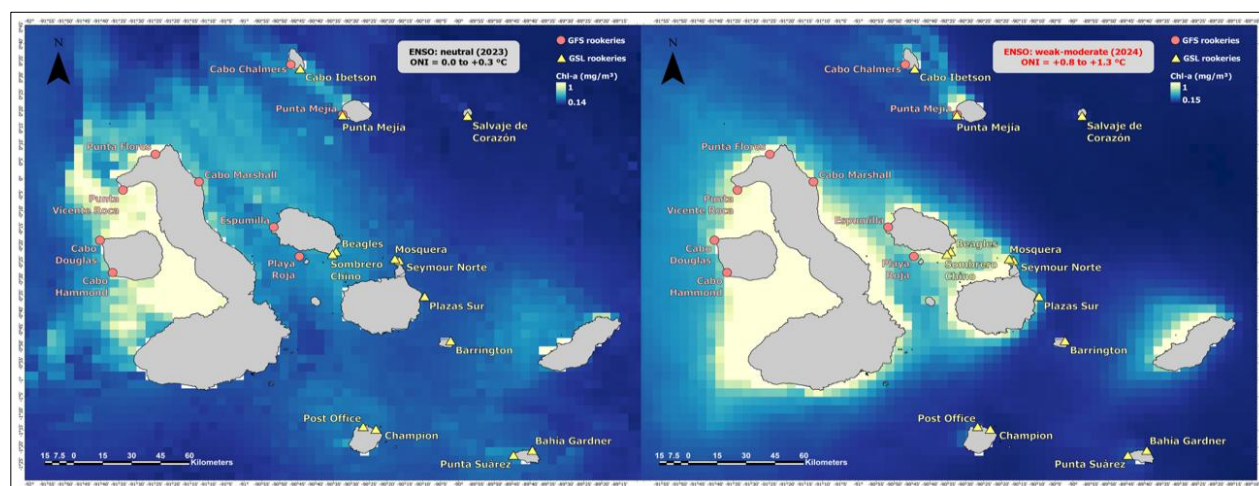 N
ENSO: neutral (2023)
ONI = 0.0 to +0.3 °C
GFS rookeries
GSL rookeries
Chl-a (mg/m³)
1
0.14
Cabo Chalmers
Cabo Ibetson
Punta Mejía
Punta Mejía
Salvaje de
Corazón
Punta Flores
Cabo Marshall
Punta
Vicente Roca
Espumilla
Cabo
Douglas
Beagles
Mosquera
Playa
Roja
Sombrero
Chino
Seymour Norte
Cabo
Hammond
Plazas Sur
Barrington
Post Office
Champion
Bahía Gardner
Punta Suárez
15 7.5 0 15 30 45 60
Kilometers
N
ENSO: weak-moderate (2024)
ONI = +0.8 to +1.3 °C
GFS rookeries
GSL rookeries
Chl-a (mg/m³)
1
0.15
Cabo Chalmers
Cabo Ibetson
Punta Mejía
Punta Mejía
Salvaje de
Corazón
Punta Flores
Cabo Marshall
Punta
Vicente Roca
Espumilla
Cabo
Douglas
Beagles
Mosquera
Playa
Roja
Sombrero
Chino
Seymour Norte
Cabo
Hammond
Plazas Sur
Barrington
Post Office
Champion
Bahía Gardner
Punta Suárez
15 7.5 0 15 30 45 60
Kilometers